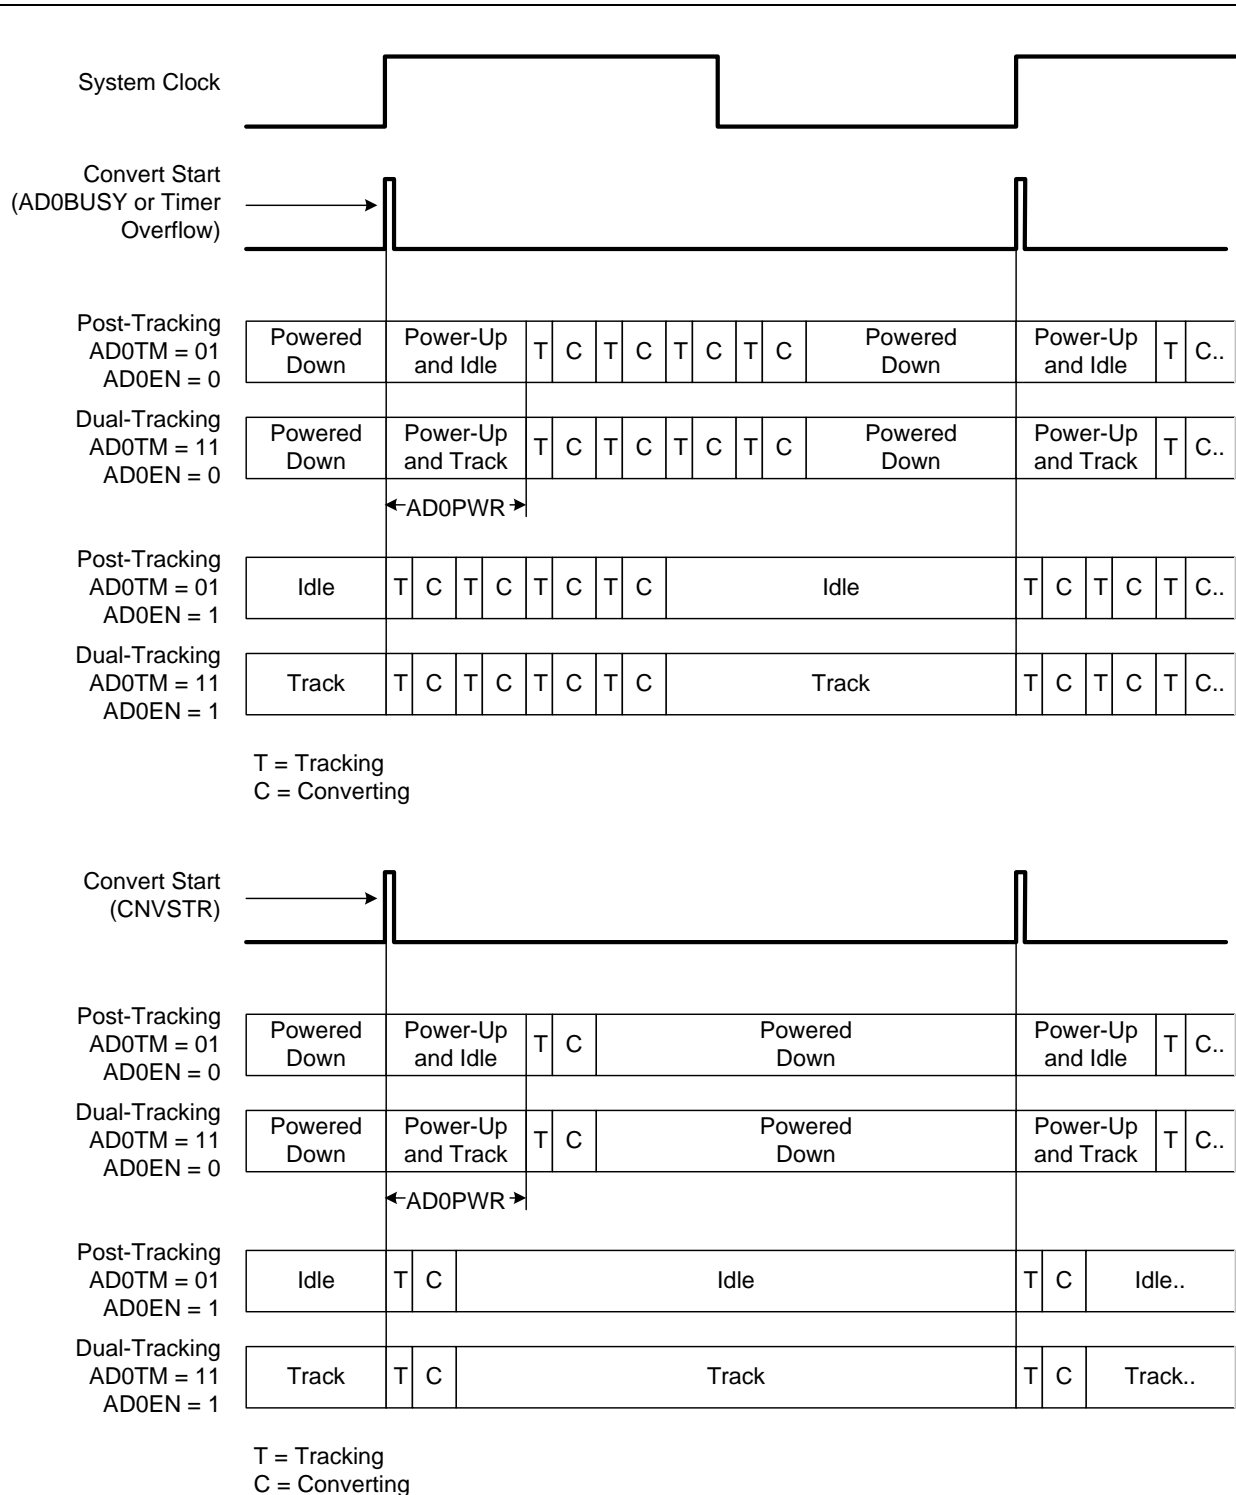 System Clock
Convert Start
(AD0BUSY or Timer
Overflow)
Post-Tracking
AD0TM = 01
AD0EN = 0
Powered
Down
Power-Up
and Idle
T C T C T C T C
Powered
Down
Power-Up
and Idle
T C..
Dual-Tracking
AD0TM = 11
AD0EN = 0
Powered
Down
Power-Up
and Track
T C T C T C T C
Powered
Down
Power-Up
and Track
T C..
AD0PWR
Post-Tracking
AD0TM = 01
AD0EN = 1
Idle T C T C T C T C Idle T C T C T C..
Dual-Tracking
AD0TM = 11
AD0EN = 1
Track T C T C T C T C Track T C T C T C..
T = Tracking
C = Converting
Convert Start
(CNVSTR)
Post-Tracking
AD0TM = 01
AD0EN = 0
Powered
Down
Power-Up
and Idle
T C
Powered
Down
Power-Up
and Idle
T C..
Dual-Tracking
AD0TM = 11
AD0EN = 0
Powered
Down
Power-Up
and Track
T C
Powered
Down
Power-Up
and Track
T C..
AD0PWR
Post-Tracking
AD0TM = 01
AD0EN = 1
Idle T C Idle T C Idle..
Dual-Tracking
AD0TM = 11
AD0EN = 1
Track T C Track T C Track..
T = Tracking
C = Converting